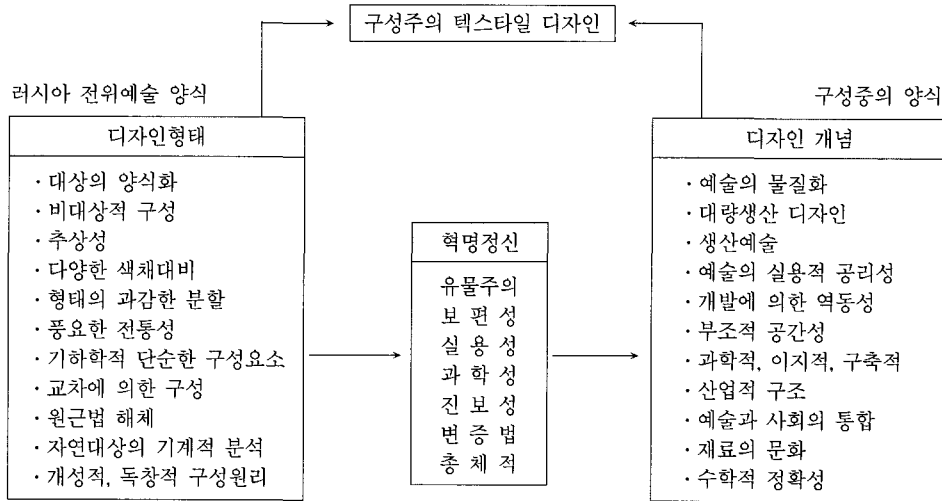 구성주의 텍스타일 디자인
러시아 전위예술 양식
디자인형태
· 대상의 양식화
· 비대상적 구성
· 추상성
· 다양한 색채대비
· 형태의 과감한 분할
· 풍요한 전통성
· 기하학적 단순한 구성요소
· 교차에 의한 구성
· 원근법 해체
· 자연대상의 기계적 분석
· 개성적, 독창적 구성원리
혁명정신
유물주의
보 편 성
실 용 성
과 학 성
진 보 성
변 증 법
총 체 적
구성중의 양식
디자인 개념
· 예술의 물질화
· 대량생산 디자인
· 생산예술
· 예술의 실용적 공리성
· 개발에 의한 역동성
· 부조적 공간성
· 과학적, 이지적, 구축적
· 산업적 구조
· 예술과 사회의 통합
· 재료의 문화
· 수학적 정확성